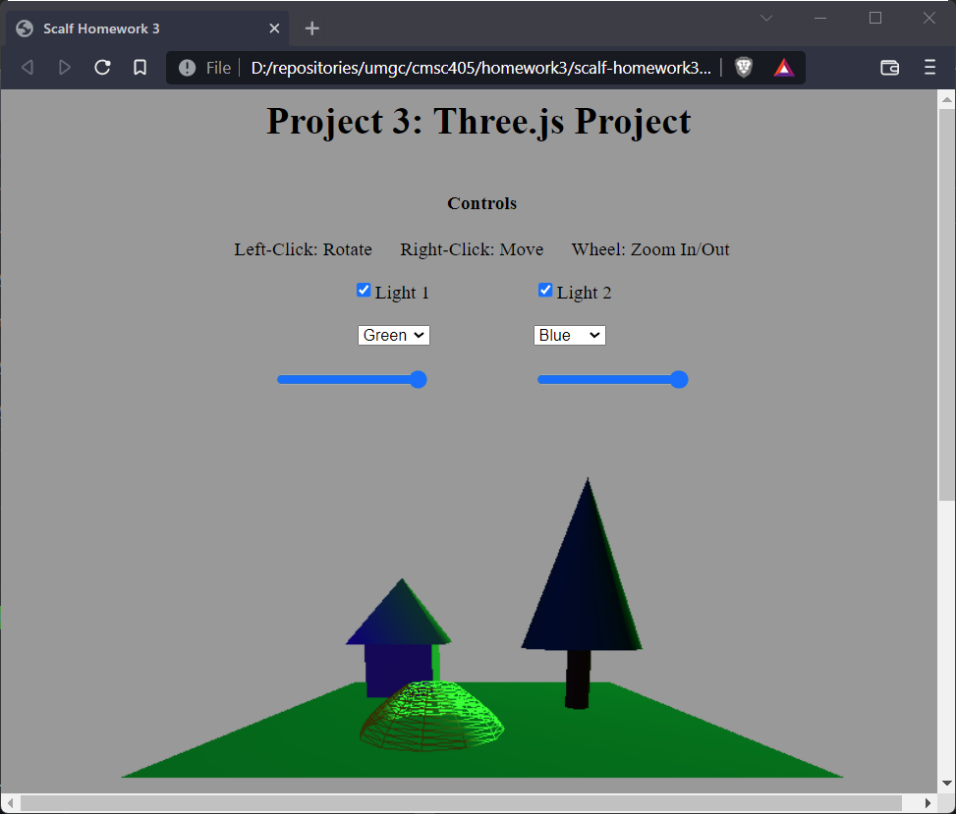 Scalf Homework 3
File D:/repositories/umgc/cmsc405/homework3/scalf-homework3...
Project 3: Three.js Project
Controls
Left-Click: Rotate Right-Click: Move Wheel: Zoom In/Out
Light 1 Light 2
Green Blue